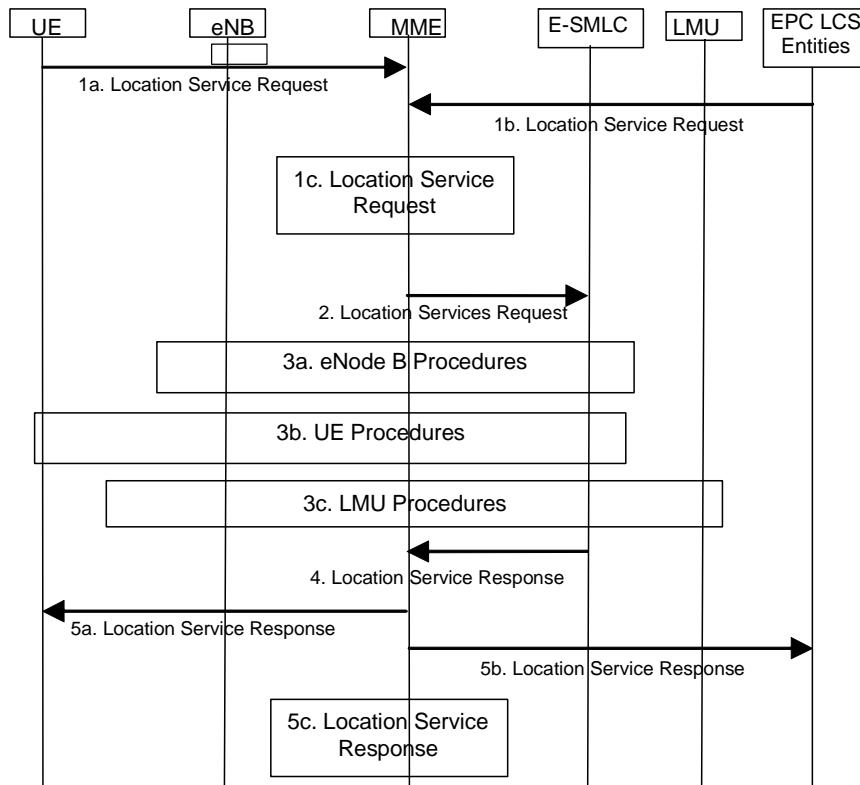 UE
eNB
MME
E-SMLC
LMU
EPC LCS
Entities
1a. Location Service Request
1b. Location Service Request
1c. Location Service
Request
2. Location Services Request
3a. eNode B Procedures
3b. UE Procedures
3c. LMU Procedures
4. Location Service Response
5a. Location Service Response
5b. Location Service Response
5c. Location Service
Response